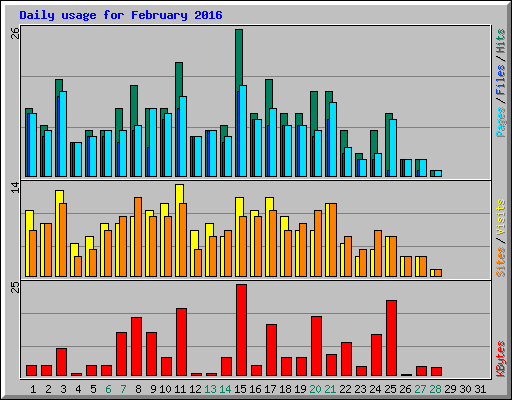 Daily usage for February 2016
26
Pages / Files / Hits
14
Sites / Visits
25
KBytes
1 2 3 4 5 6 7 8 9 10 11 12 13 14 15 16 17 18 19 20 21 22 23 24 25 26 27 28 29 30 31